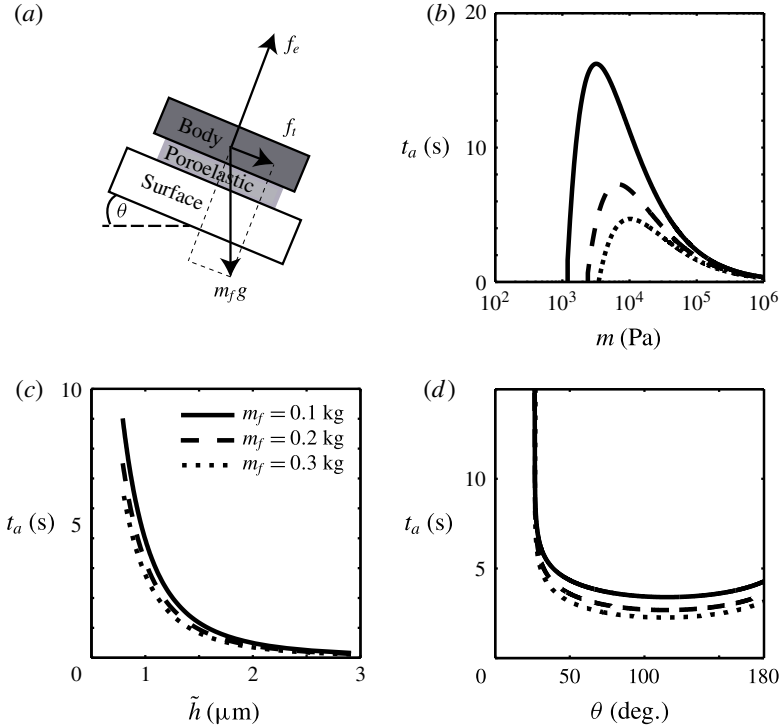 (a)
f_e
Body
f_t
Poroelastic
Surface
θ
m_f g
(b)
20
10
0
t_a (s)
10^2 10^3 10^4 10^5 10^6
m (Pa)
(c)
10
5
0
t_a (s)
m_f = 0.1 kg
m_f = 0.2 kg
m_f = 0.3 kg
0 1 2 3
h̃ (μm)
(d)
10
5
t_a (s)
0 50 100 180
θ (deg.)